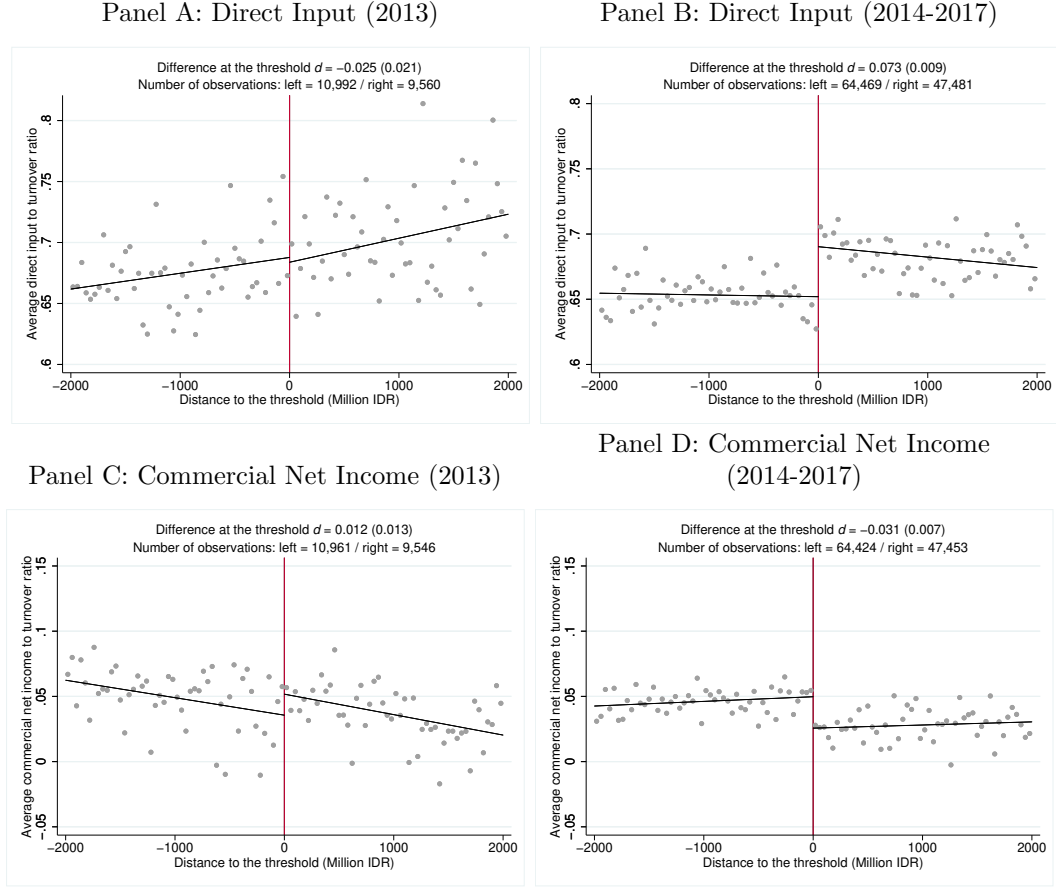 Panel A: Direct Input (2013)
Difference at the threshold d = −0.025 (0.021)
Number of observations: left = 10,992 / right = 9,560
Average direct input to turnover ratio
.8
.75
.7
.65
.6
−2000
−1000
0
1000
2000
Distance to the threshold (Million IDR)
Panel B: Direct Input (2014-2017)
Difference at the threshold d = 0.073 (0.009)
Number of observations: left = 64,469 / right = 47,481
Average direct input to turnover ratio
.8
.75
.7
.65
.6
−2000
−1000
0
1000
2000
Distance to the threshold (Million IDR)
Panel C: Commercial Net Income (2013)
Difference at the threshold d = 0.012 (0.013)
Number of observations: left = 10,961 / right = 9,546
Average commercial net income to turnover ratio
.15
.1
.05
0
−.05
−2000
−1000
0
1000
2000
Distance to the threshold (Million IDR)
Panel D: Commercial Net Income
(2014-2017)
Difference at the threshold d = −0.031 (0.007)
Number of observations: left = 64,424 / right = 47,453
Average commercial net income to turnover ratio
.15
.1
.05
0
−.05
−2000
−1000
0
1000
2000
Distance to the threshold (Million IDR)